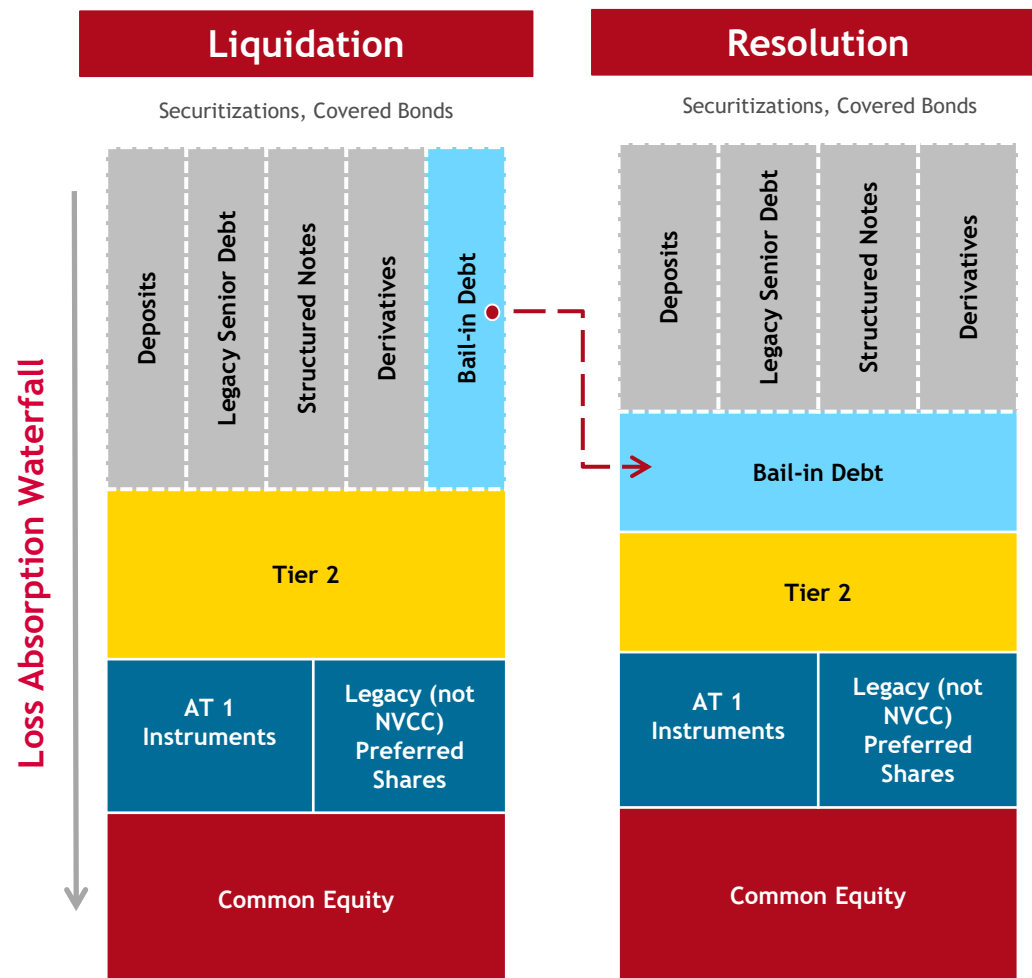 Liquidation
Securitizations, Covered Bonds
Deposits
Legacy Senior Debt
Structured Notes
Derivatives
Bail-in Debt
Tier 2
AT 1
Instruments
Legacy (not
NVCC)
Preferred
Shares
Common Equity
Loss Absorption Waterfall
Resolution
Securitizations, Covered Bonds
Deposits
Legacy Senior Debt
Structured Notes
Derivatives
Bail-in Debt
Tier 2
AT 1
Instruments
Legacy (not
NVCC)
Preferred
Shares
Common Equity